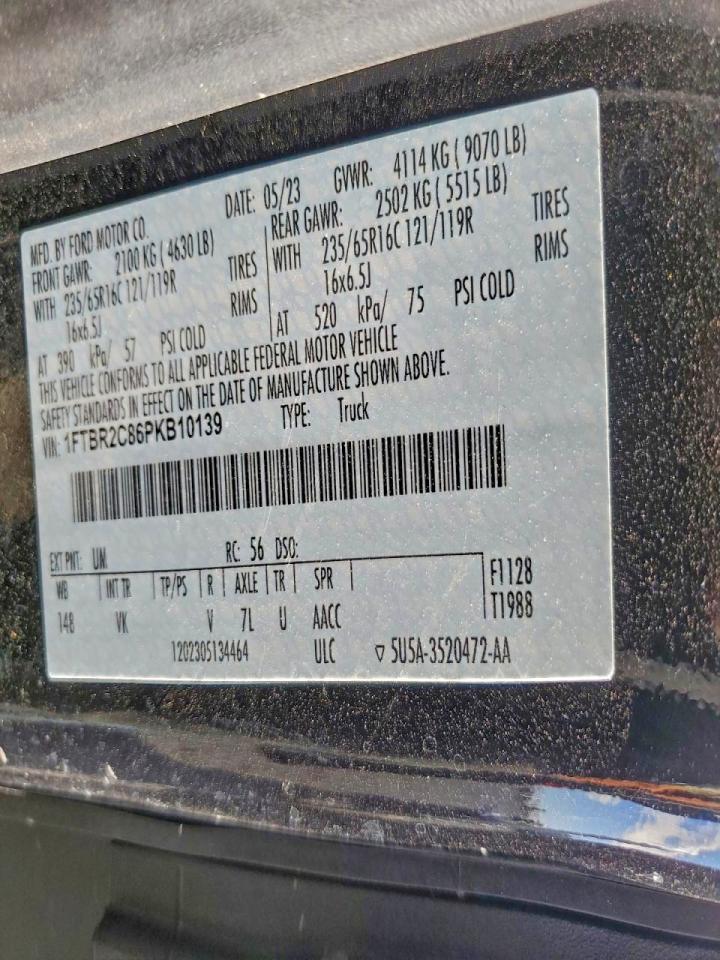 MFD. BY FORD MOTOR CO. DATE: 05/23 GVWR: 4114 KG ( 9070 LB)
FRONT GAWR: 2100 KG ( 4630 LB)
WITH 235/65R16C 121/119R TIRES
16x6.5J RIMS
AT 390 kPa/ 57 PSI COLD
REAR GAWR: 2502 KG ( 5515 LB)
WITH 235/65R16C 121/119R TIRES
16x6.5J RIMS
AT 520 kPa/ 75 PSI COLD
THIS VEHICLE CONFORMS TO ALL APPLICABLE FEDERAL MOTOR VEHICLE
SAFETY STANDARDS IN EFFECT ON THE DATE OF MANUFACTURE SHOWN ABOVE.
VIN: 1FTBR2C86PKB10139 TYPE: Truck
EXT PNT: UM RC: 56 DSO:
WB INT TR TP/PS R AXLE TR SPR F1128
148 VK V 7L U AACC T1988
1202305134464 ULC ▽ 5U5A-3520472-AA